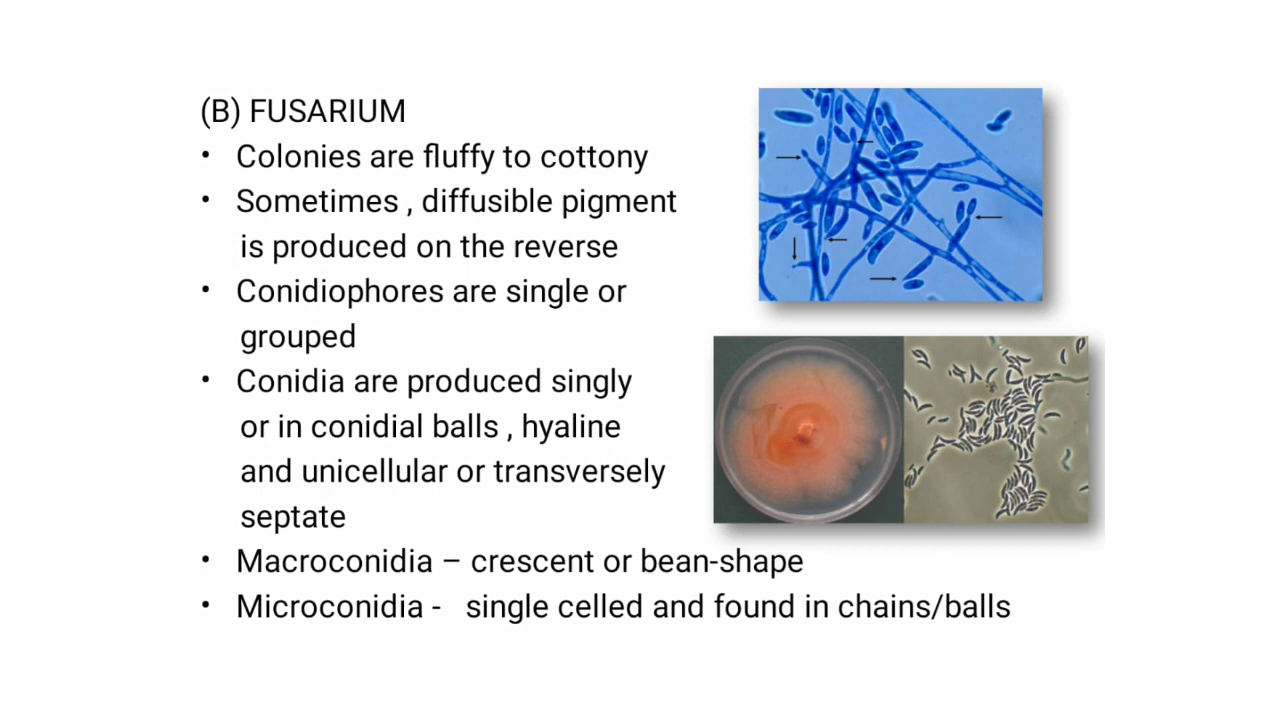 (B) FUSARIUM
• Colonies are fluffy to cottony
• Sometimes , diffusible pigment
is produced on the reverse
• Conidiophores are single or
grouped
• Conidia are produced singly
or in conidial balls , hyaline
and unicellular or transversely
septate
• Macroconidia – crescent or bean-shape
• Microconidia - single celled and found in chains/balls